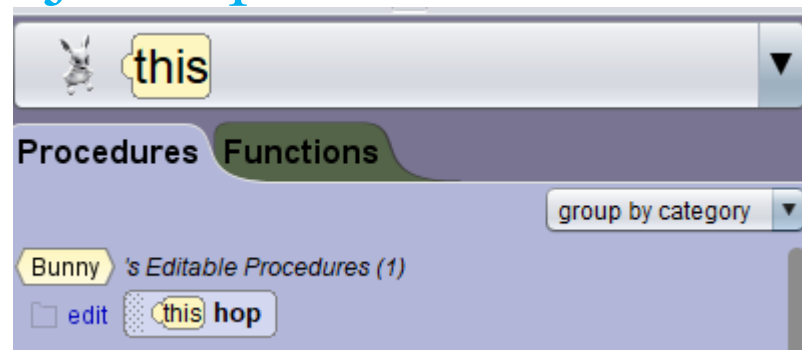 this
Procedures Functions
group by category
Bunny 's Editable Procedures (1)
edit this hop